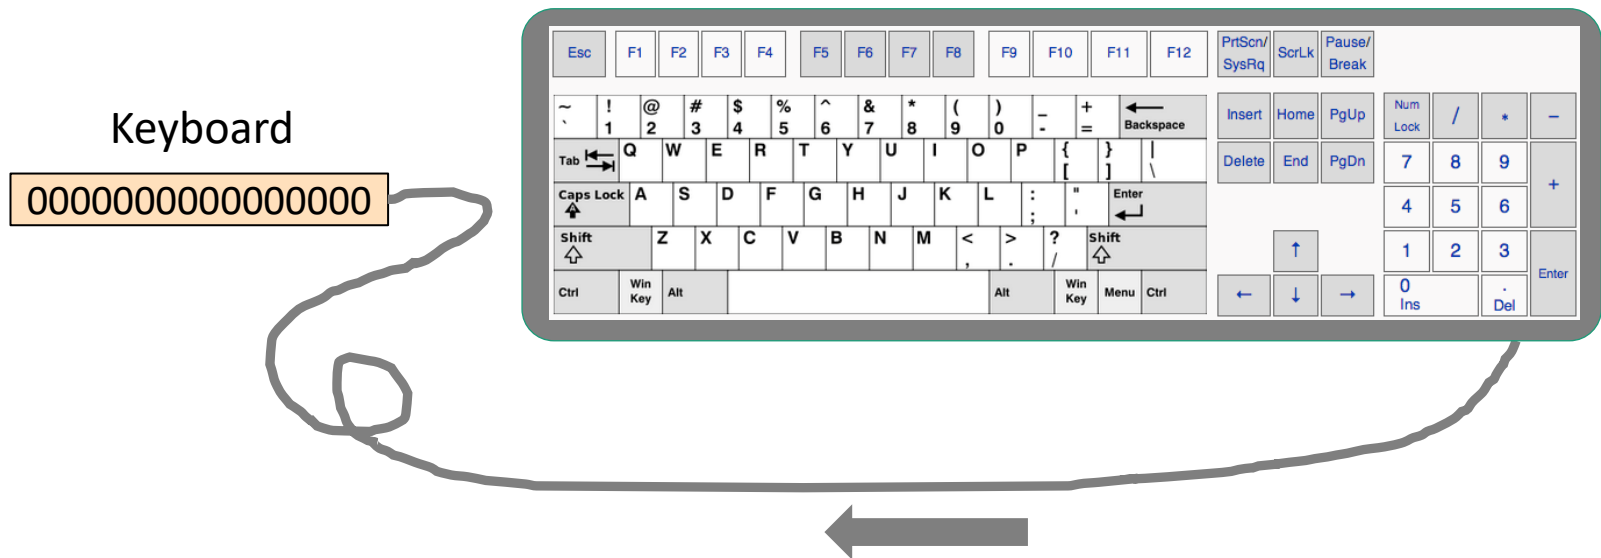 Keyboard
0000000000000000
Esc F1 F2 F3 F4 F5 F6 F7 F8 F9 F10 F11 F12 PrtScn/ SysRq ScrLk Pause/ Break
~ ! @ # $ % ^ & * ( ) _ +
` 1 2 3 4 5 6 7 8 9 0 - = Backspace
Insert Home PgUp Num Lock / * −
Tab Q W E R T Y U I O P { } |
[ ] \
Delete End PgDn 7 8 9 +
Caps Lock A S D F G H J K L : " Enter
; '
4 5 6
Shift Z X C V B N M < > ? Shift
, . /
↑ 1 2 3 Enter
Ctrl Win Key Alt Alt Win Key Menu Ctrl
← ↓ → 0 Ins . Del